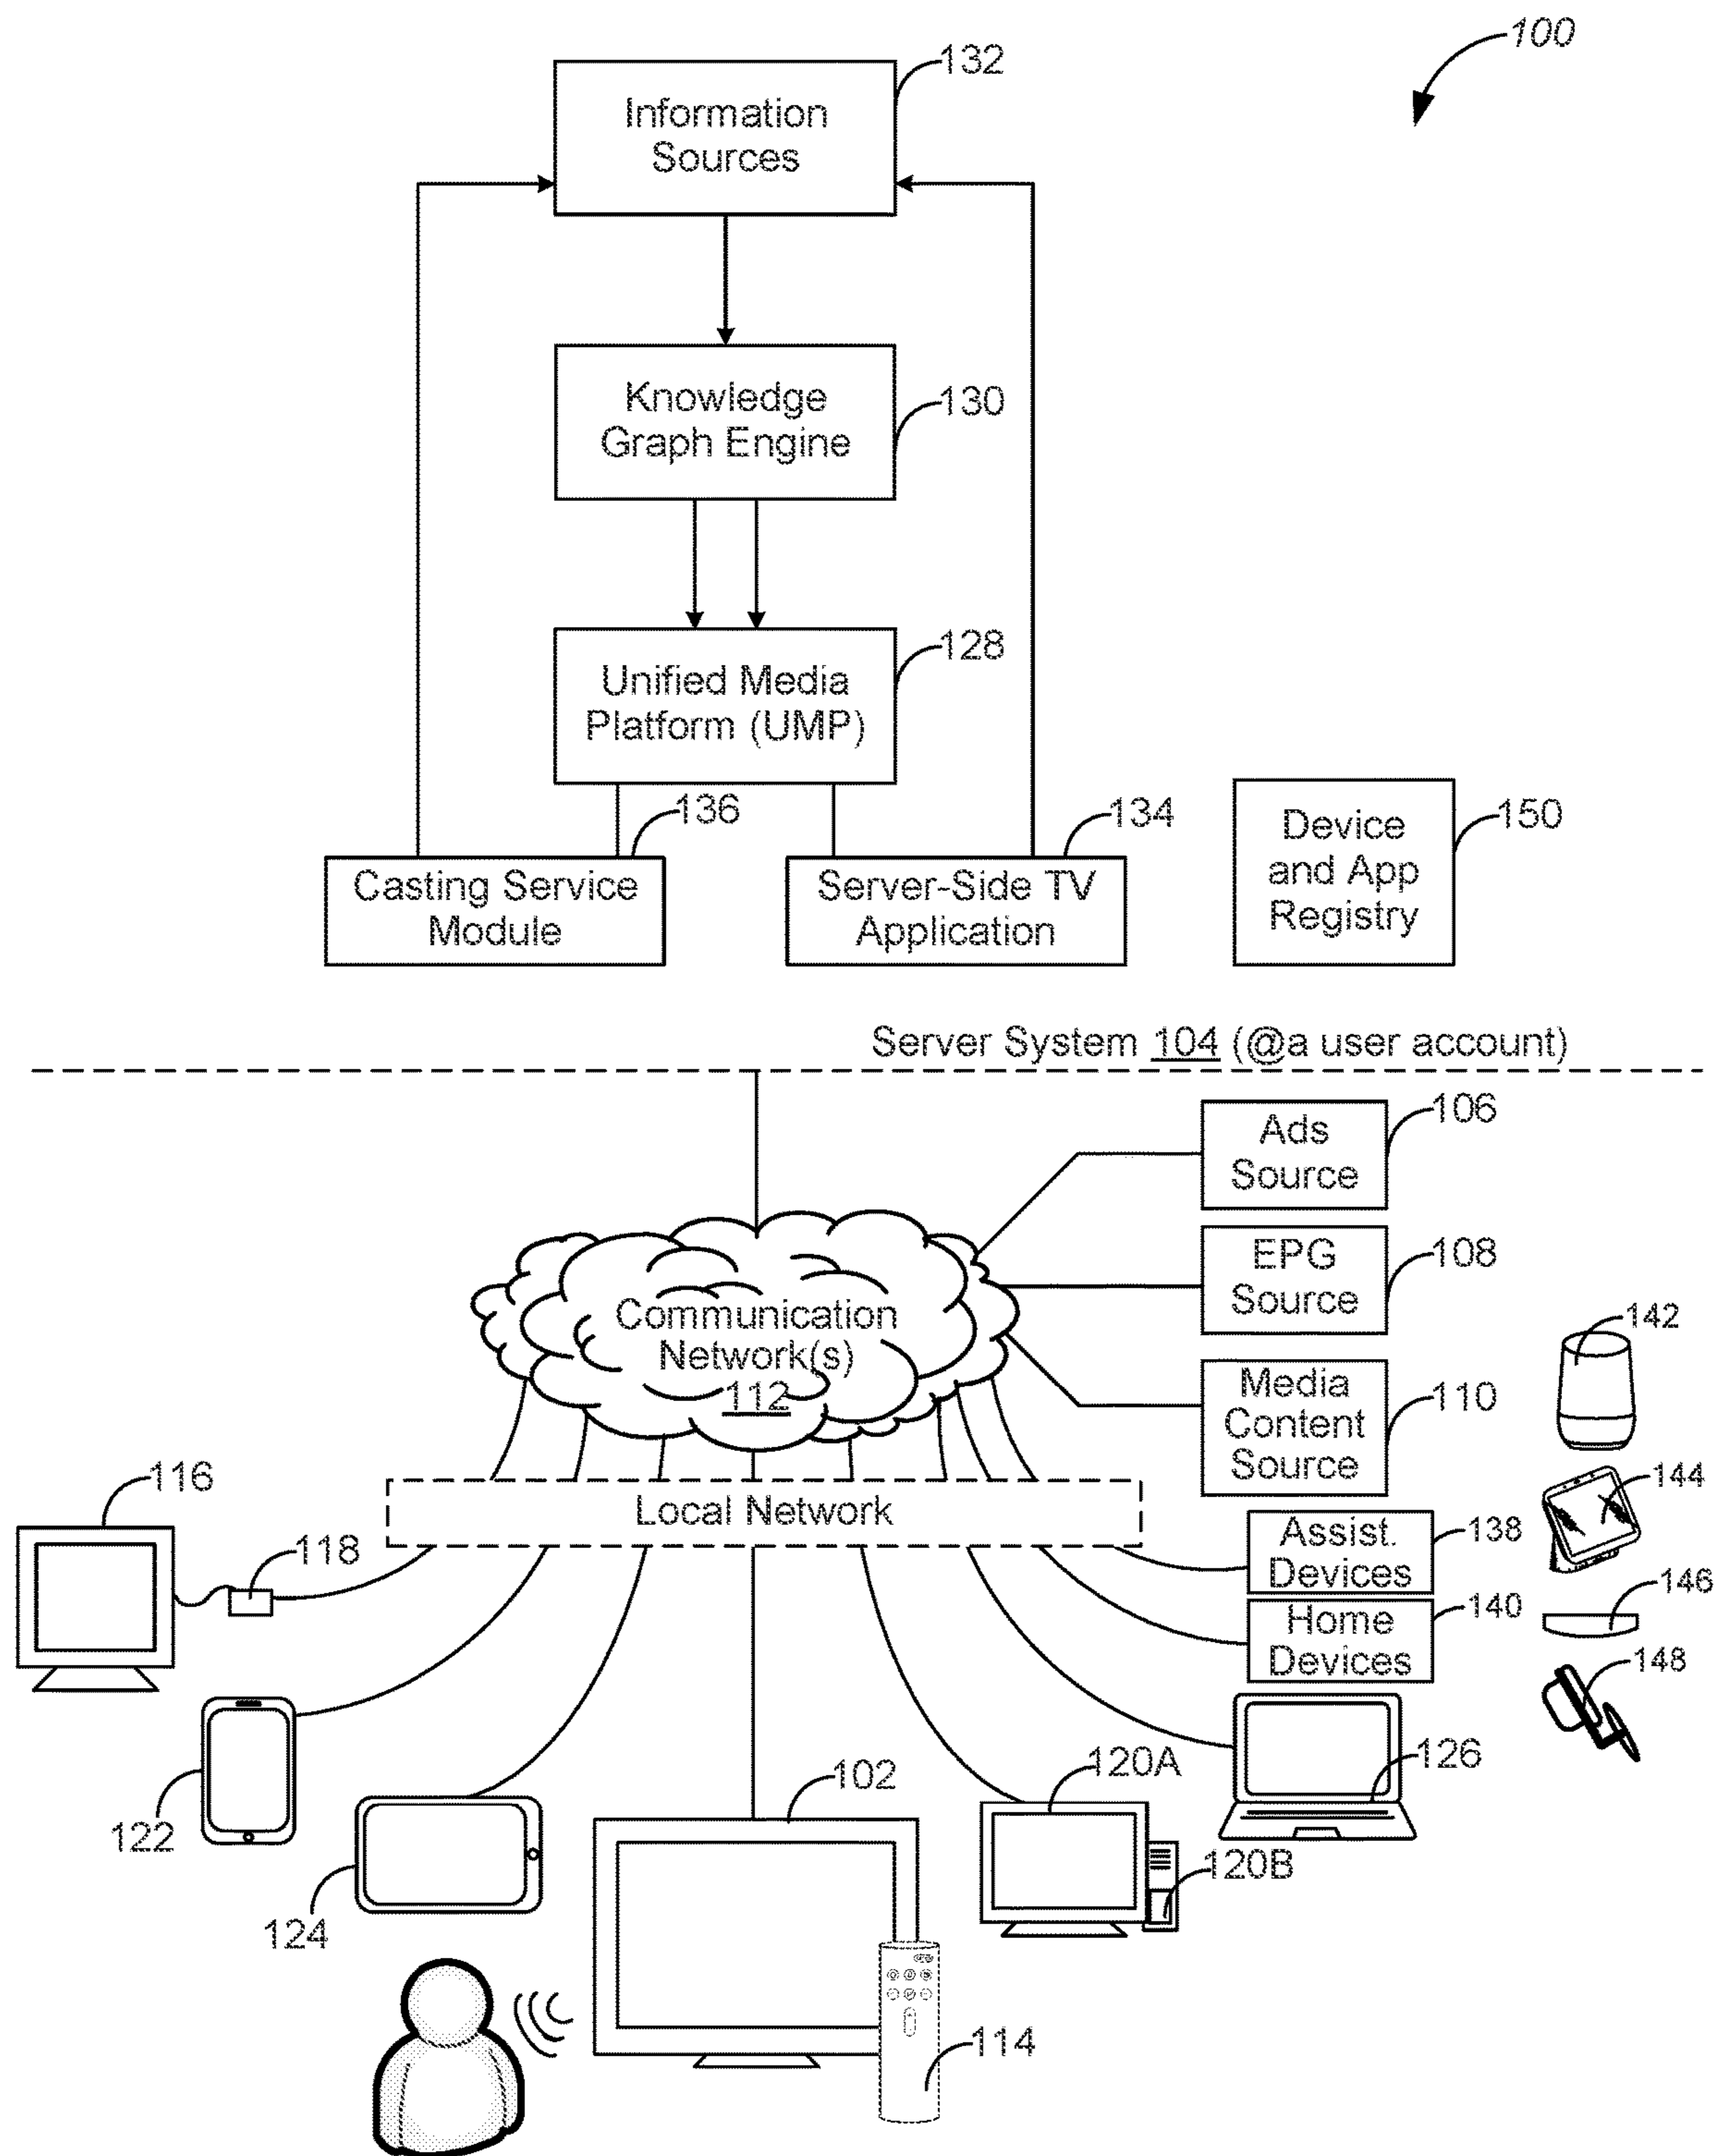 100
132
Information
Sources
Knowledge
Graph Engine
130
128
Unified Media
Platform (UMP)
136
134
150
Casting Service
Module
Server-Side TV
Application
Device
and App
Registry
Server System 104 (@a user account)
106
Ads
Source
108
EPG
Source
Communication
Network(s)
112
110
Media
Content
Source
142
116
118
Local Network
144
138
Assist.
Devices
146
140
Home
Devices
148
122
124
102
120A
126
120B
114